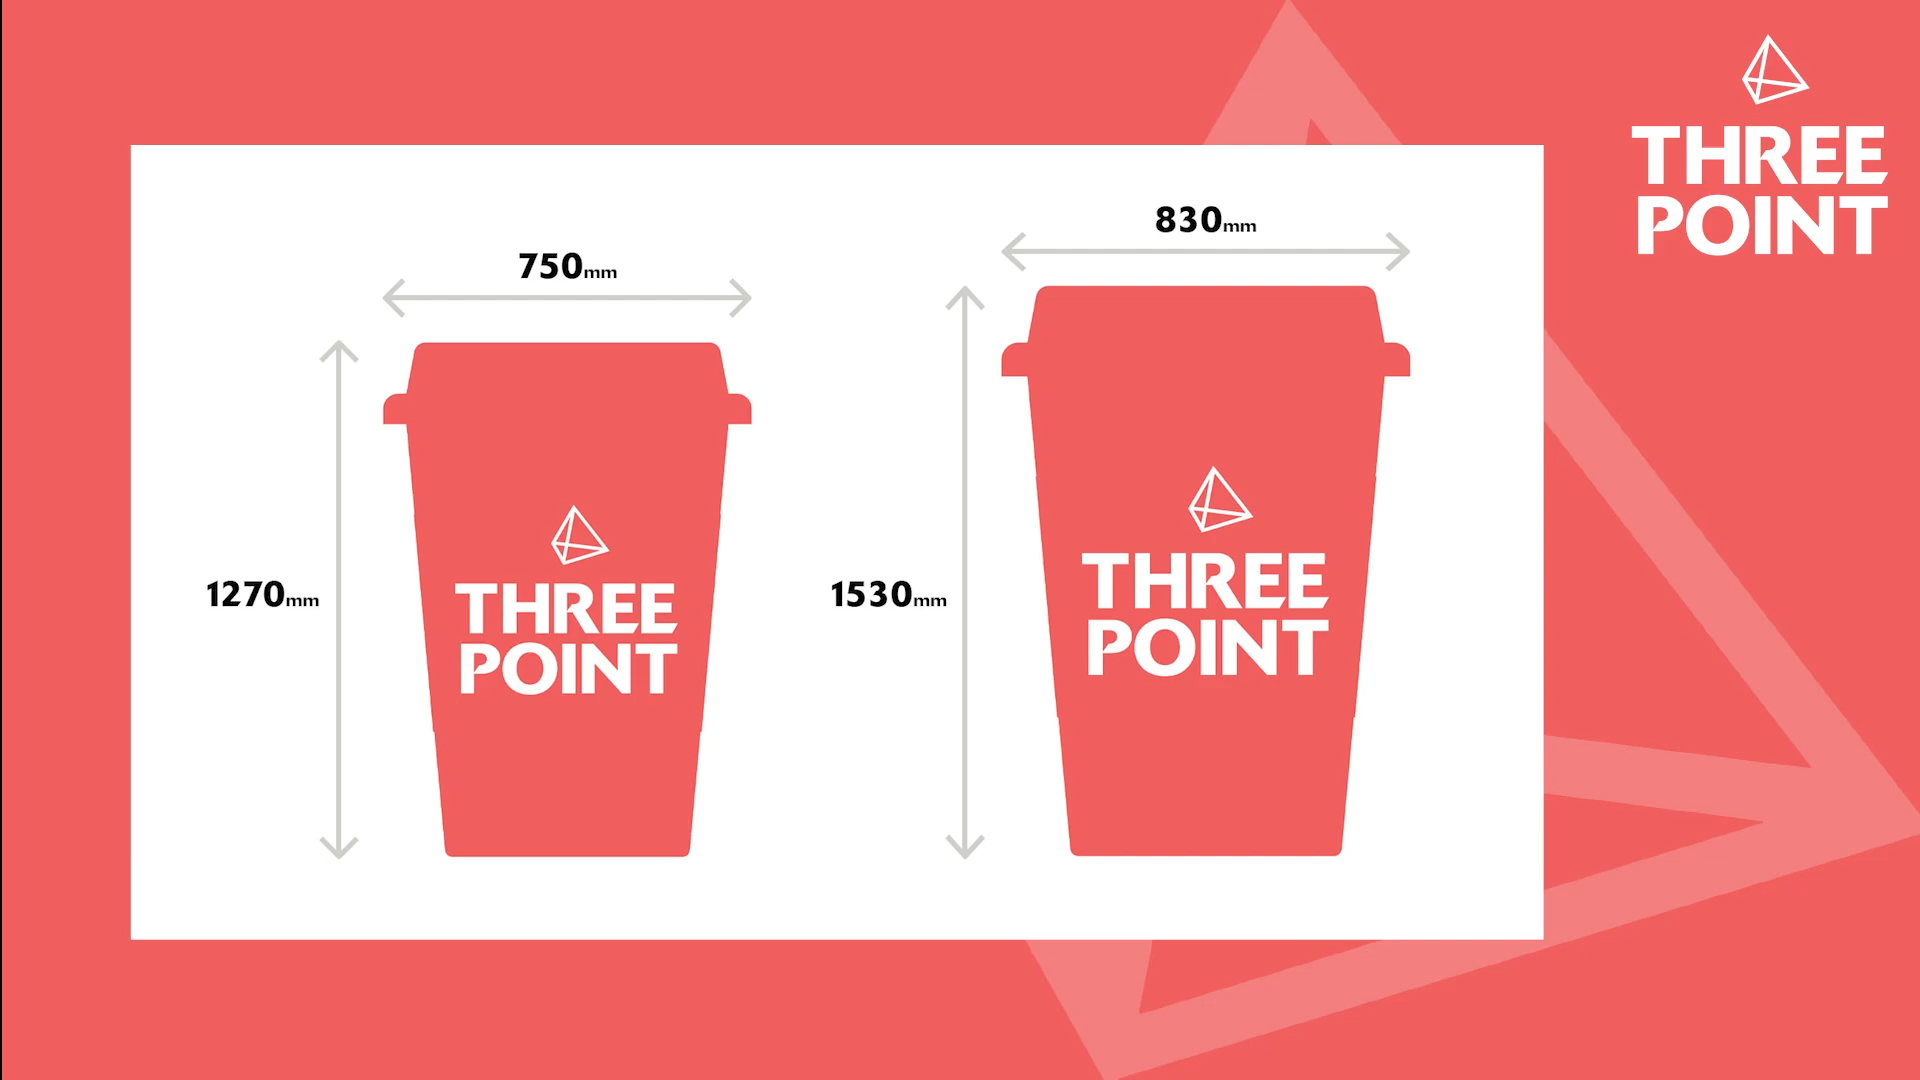 THREE
POINT
750mm
1270mm
THREE
POINT
830mm
1530mm
THREE
POINT